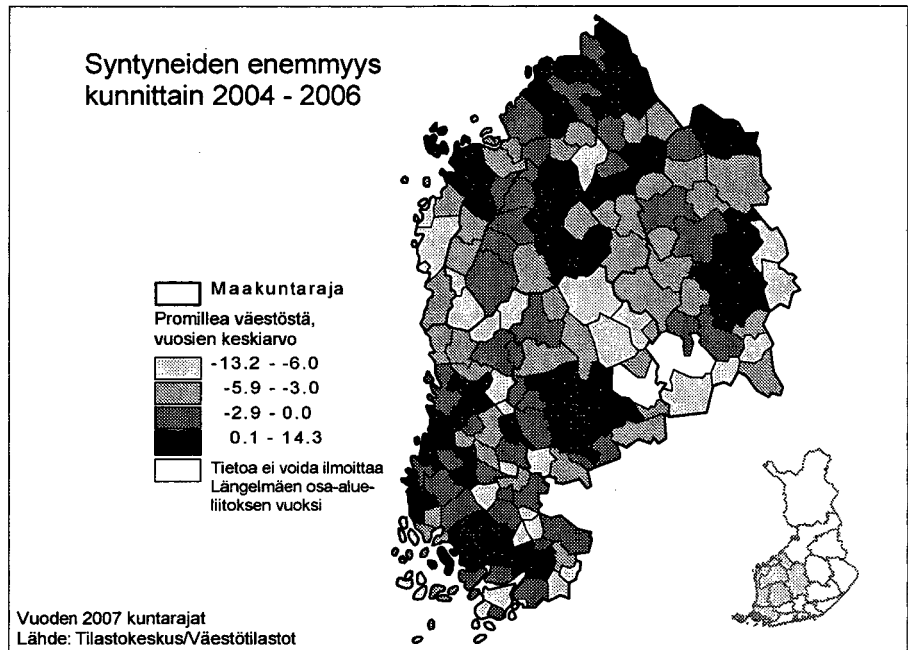 Syntyneiden enemmyys
kunnittain 2004 - 2006
Maakuntaraja
Promillea väestöstä,
vuosien keskiarvo
-13.2 - -6.0
-5.9 - -3.0
-2.9 - 0.0
0.1 - 14.3
Tietoa ei voida ilmoittaa
Längelmäen osa-alue-
liitoksen vuoksi
Vuoden 2007 kuntarajat
Lähde: Tilastokeskus/Väestötilastot